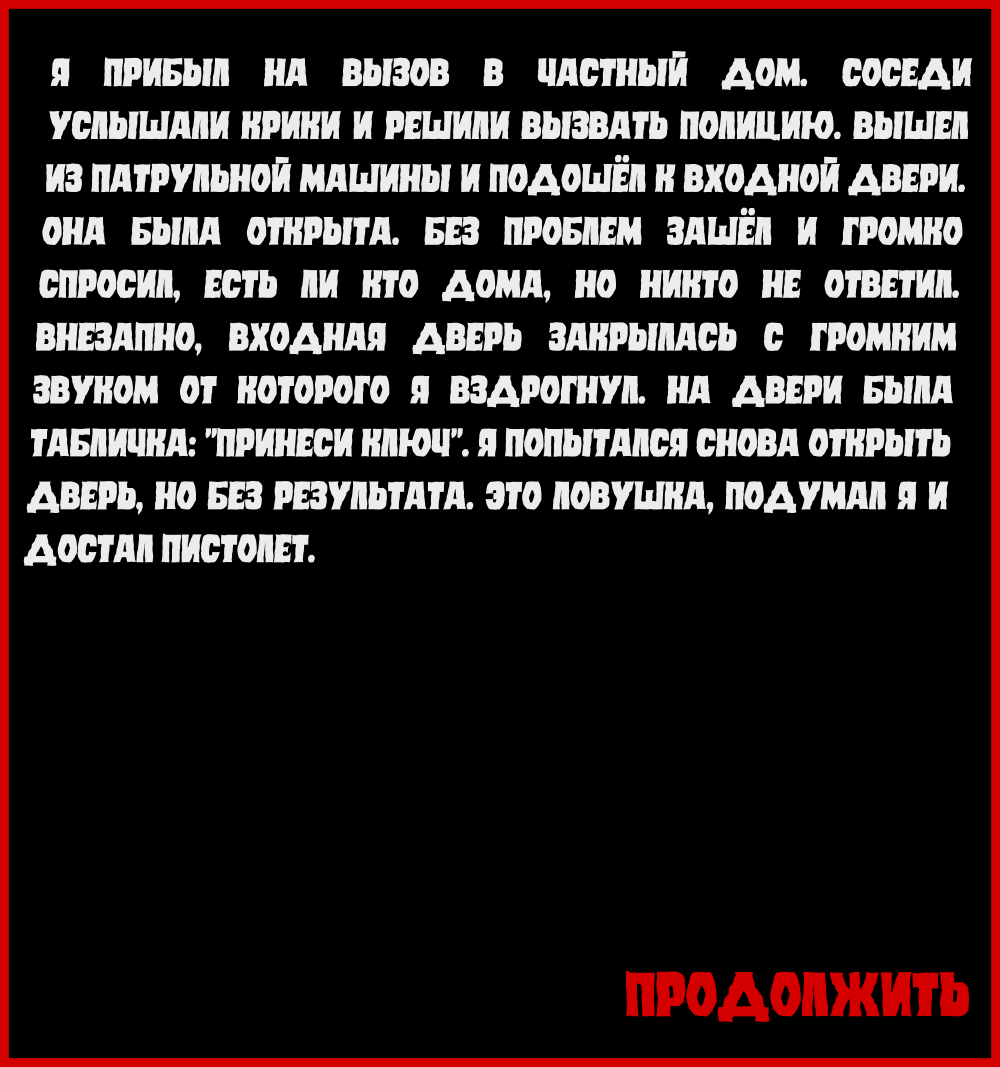 Я ПРИБЫЛ НА ВЫЗОВ В ЧАСТНЫЙ ДОМ. СОСЕДИ
УСЛЫШАЛИ КРИКИ И РЕШИЛИ ВЫЗВАТЬ ПОЛИЦИЮ. ВЫШЕЛ
ИЗ ПАТРУЛЬНОЙ МАШИНЫ И ПОДОШЁЛ К ВХОДНОЙ ДВЕРИ.
ОНА БЫЛА ОТКРЫТА. БЕЗ ПРОБЛЕМ ЗАШЁЛ И ГРОМКО
СПРОСИЛ, ЕСТЬ ЛИ КТО ДОМА, НО НИКТО НЕ ОТВЕТИЛ.
ВНЕЗАПНО, ВХОДНАЯ ДВЕРЬ ЗАКРЫЛАСЬ С ГРОМКИМ
ЗВУКОМ ОТ КОТОРОГО Я ВЗДРОГНУЛ. НА ДВЕРИ БЫЛА
ТАБЛИЧКА: "ПРИНЕСИ КЛЮЧ". Я ПОПЫТАЛСЯ СНОВА ОТКРЫТЬ
ДВЕРЬ, НО БЕЗ РЕЗУЛЬТАТА. ЭТО ЛОВУШКА, ПОДУМАЛ Я И
ДОСТАЛ ПИСТОЛЕТ.
ПРОДОЛЖИТЬ